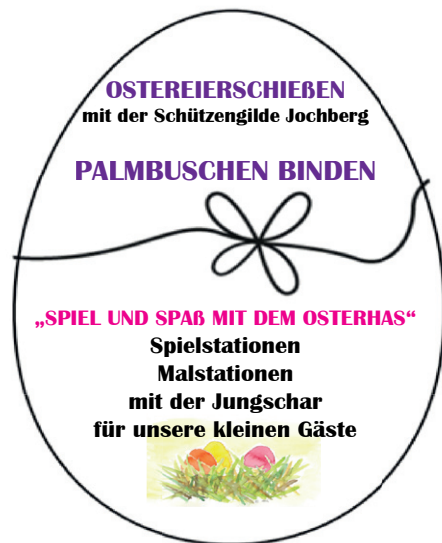 OSTEREIERSCHIEßEN
mit der Schützengilde Jochberg
PALMBUSCHEN BINDEN
„SPIEL UND SPAß MIT DEM OSTERHAS“
Spielstationen
Malstationen
mit der Jungschar
für unsere kleinen Gäste